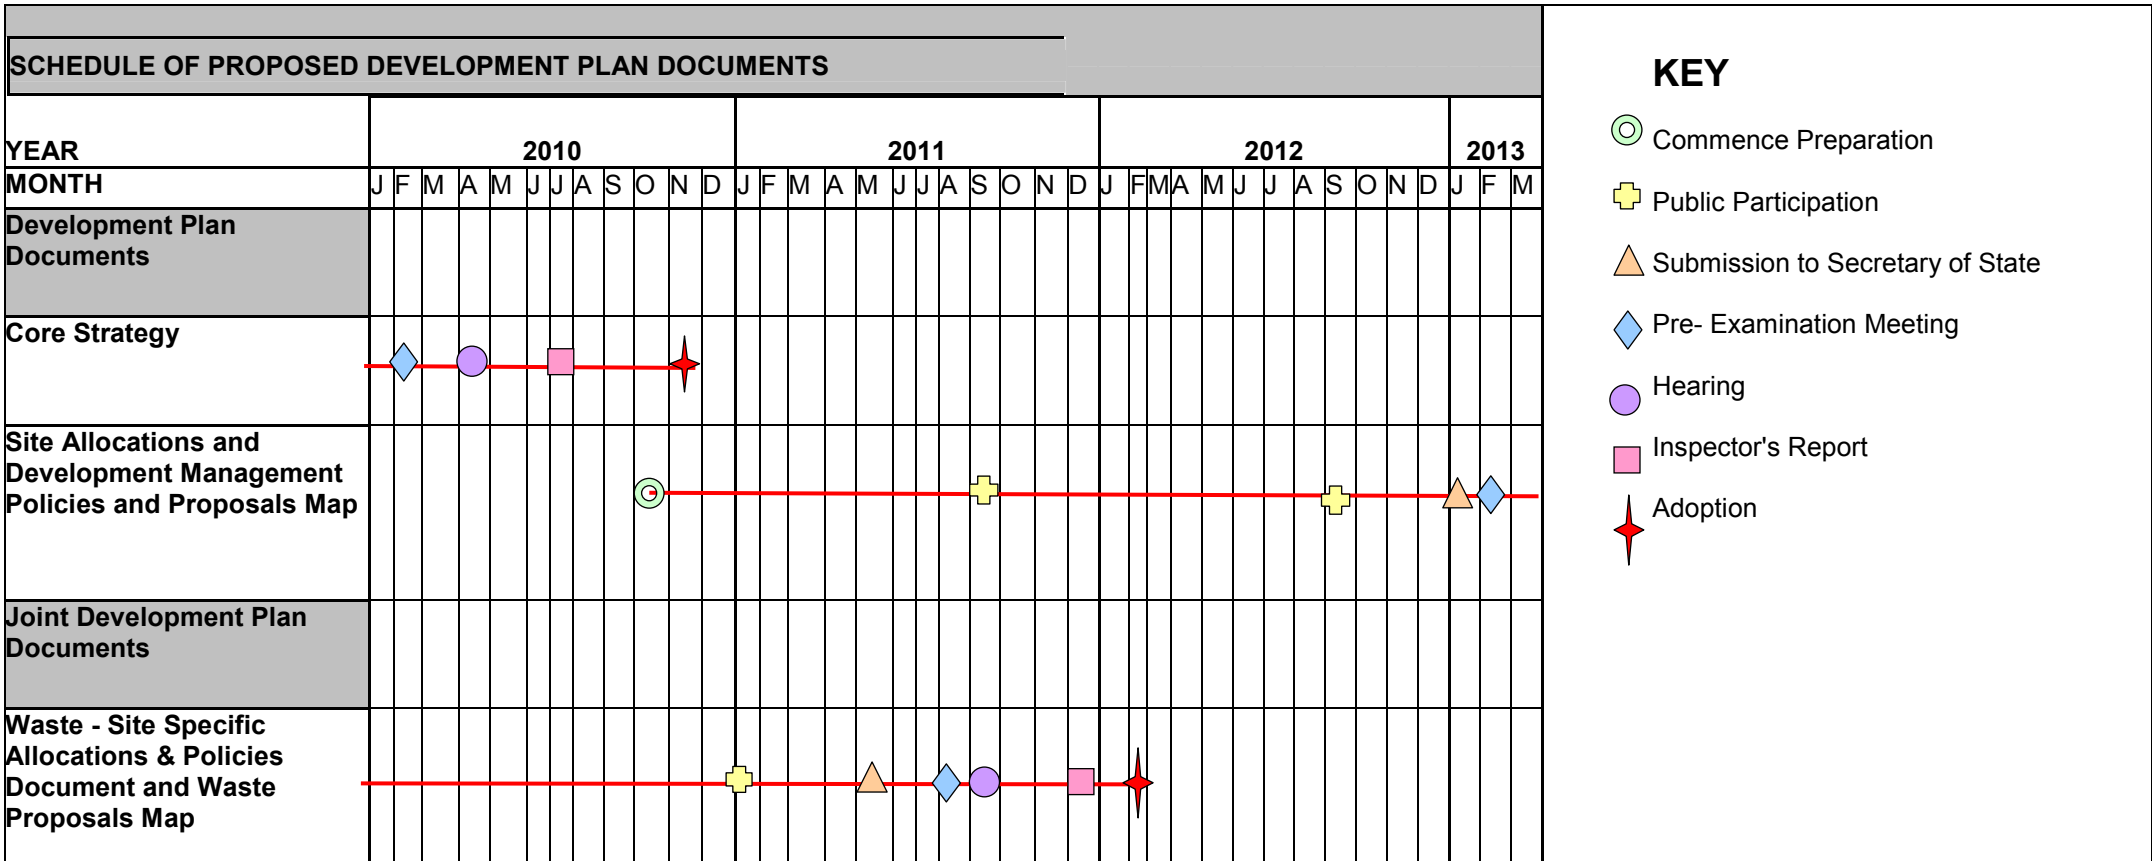 SCHEDULE OF PROPOSED DEVELOPMENT PLAN DOCUMENTS
YEAR 2010 2011 2012 2013
MONTH J F M A M J J A S O N D J F M A M J J A S O N D J F M A M J J A S O N D J F M
Development Plan
Documents
Core Strategy
Site Allocations and
Development Management
Policies and Proposals Map
Joint Development Plan
Documents
Waste - Site Specific
Allocations & Policies
Document and Waste
Proposals Map
KEY
Commence Preparation
Public Participation
Submission to Secretary of State
Pre- Examination Meeting
Hearing
Inspector's Report
Adoption